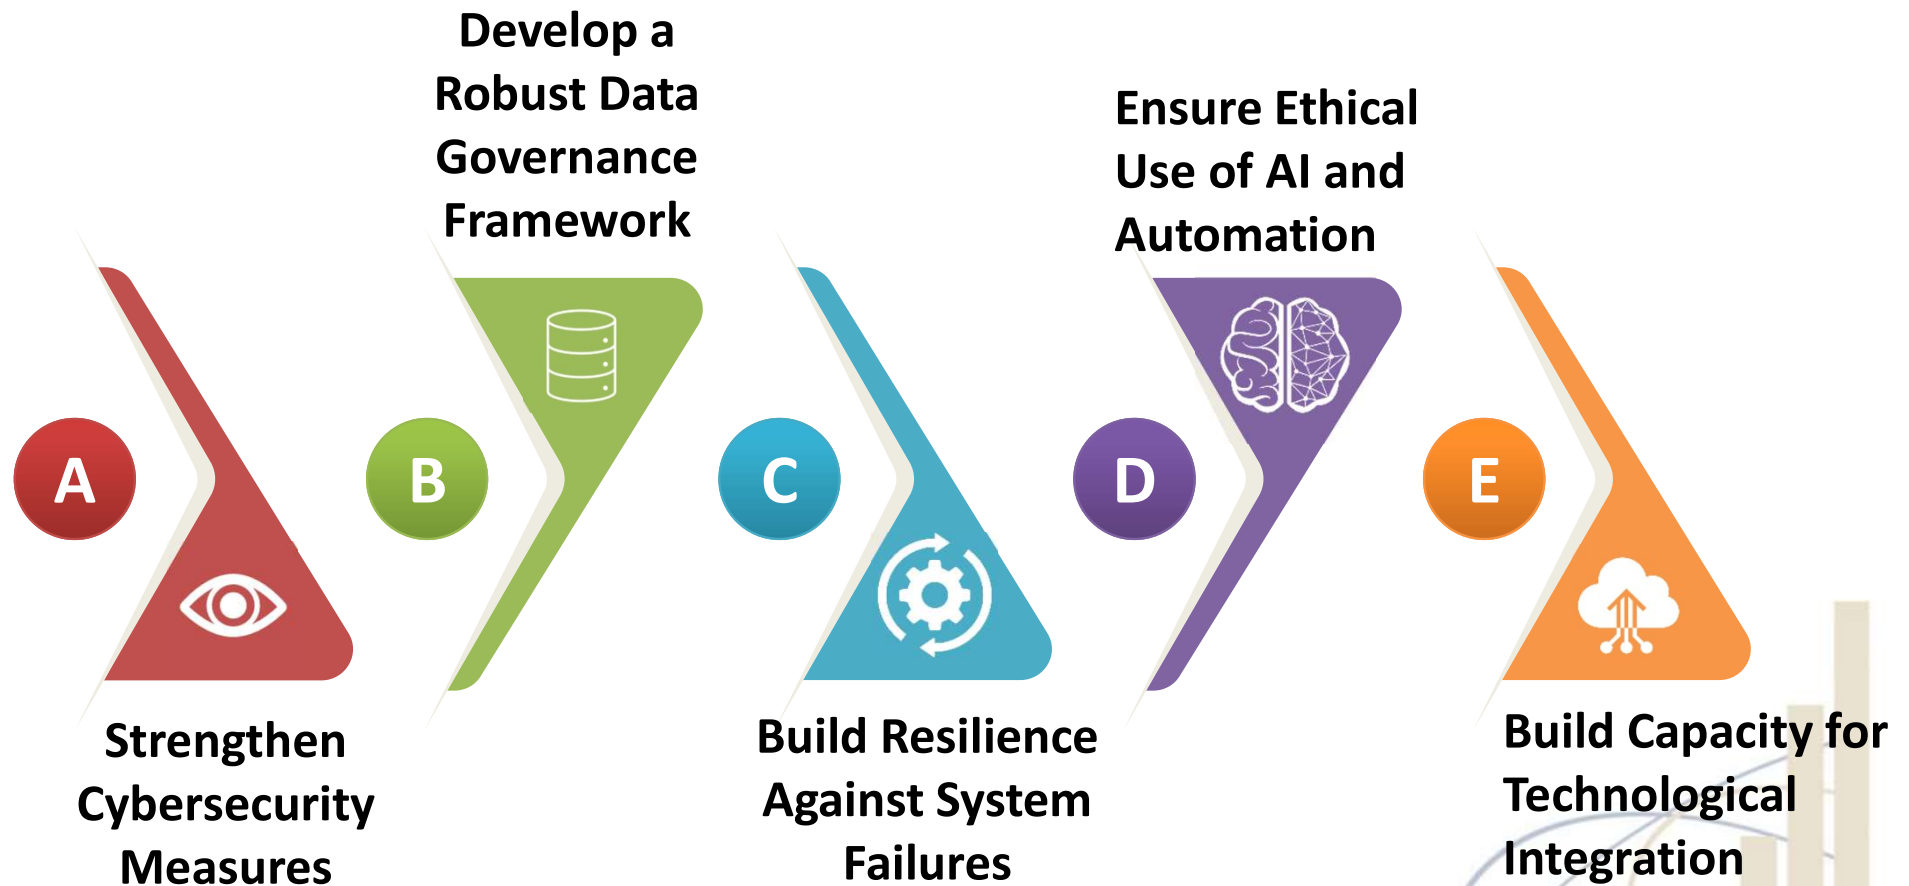 A
Strengthen
Cybersecurity
Measures
B
Develop a
Robust Data
Governance
Framework
C
Build Resilience
Against System
Failures
D
Ensure Ethical
Use of AI and
Automation
E
Build Capacity for
Technological
Integration